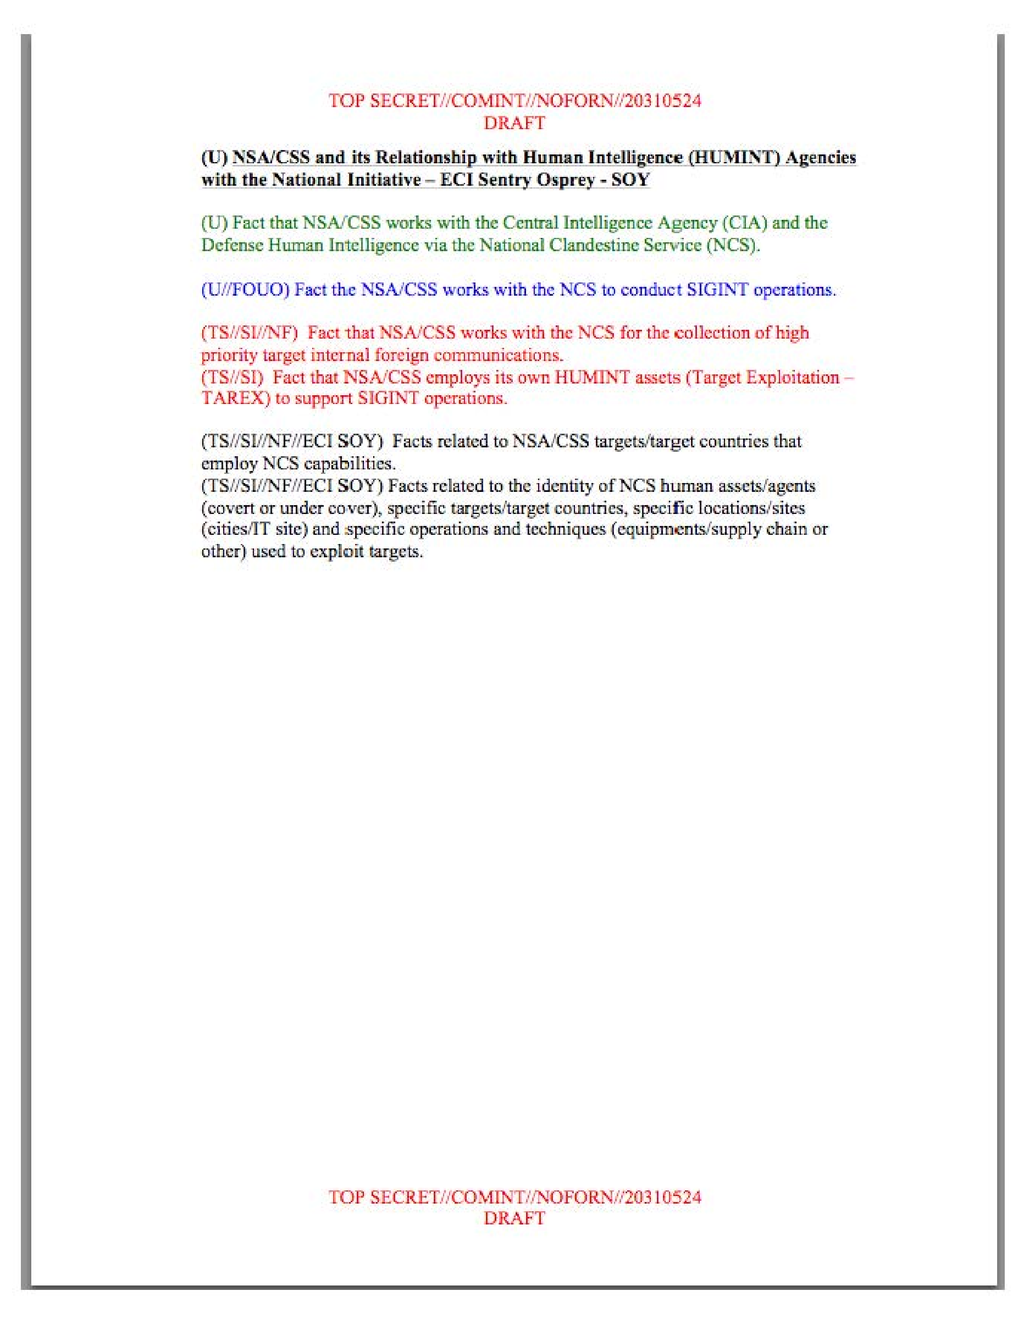 TOP SECRET//COMINT//NOFORN//20310524
DRAFT
(U) NSA/CSS and its Relationship with Human Intelligence (HUMINT) Agencies
with the National Initiative – ECI Sentry Osprey - SOY
(U) Fact that NSA/CSS works with the Central Intelligence Agency (CIA) and the
Defense Human Intelligence via the National Clandestine Service (NCS).
(U//FOUO) Fact the NSA/CSS works with the NCS to conduct SIGINT operations.
(TS//SI//NF)  Fact that NSA/CSS works with the NCS for the collection of high
priority target internal foreign communications.
(TS//SI)  Fact that NSA/CSS employs its own HUMINT assets (Target Exploitation –
TAREX) to support SIGINT operations.
(TS//SI//NF//ECI SOY)  Facts related to NSA/CSS targets/target countries that
employ NCS capabilities.
(TS//SI//NF//ECI SOY) Facts related to the identity of NCS human assets/agents
(covert or under cover), specific targets/target countries, specific locations/sites
(cities/IT site) and specific operations and techniques (equipments/supply chain or
other) used to exploit targets.
TOP SECRET//COMINT//NOFORN//20310524
DRAFT